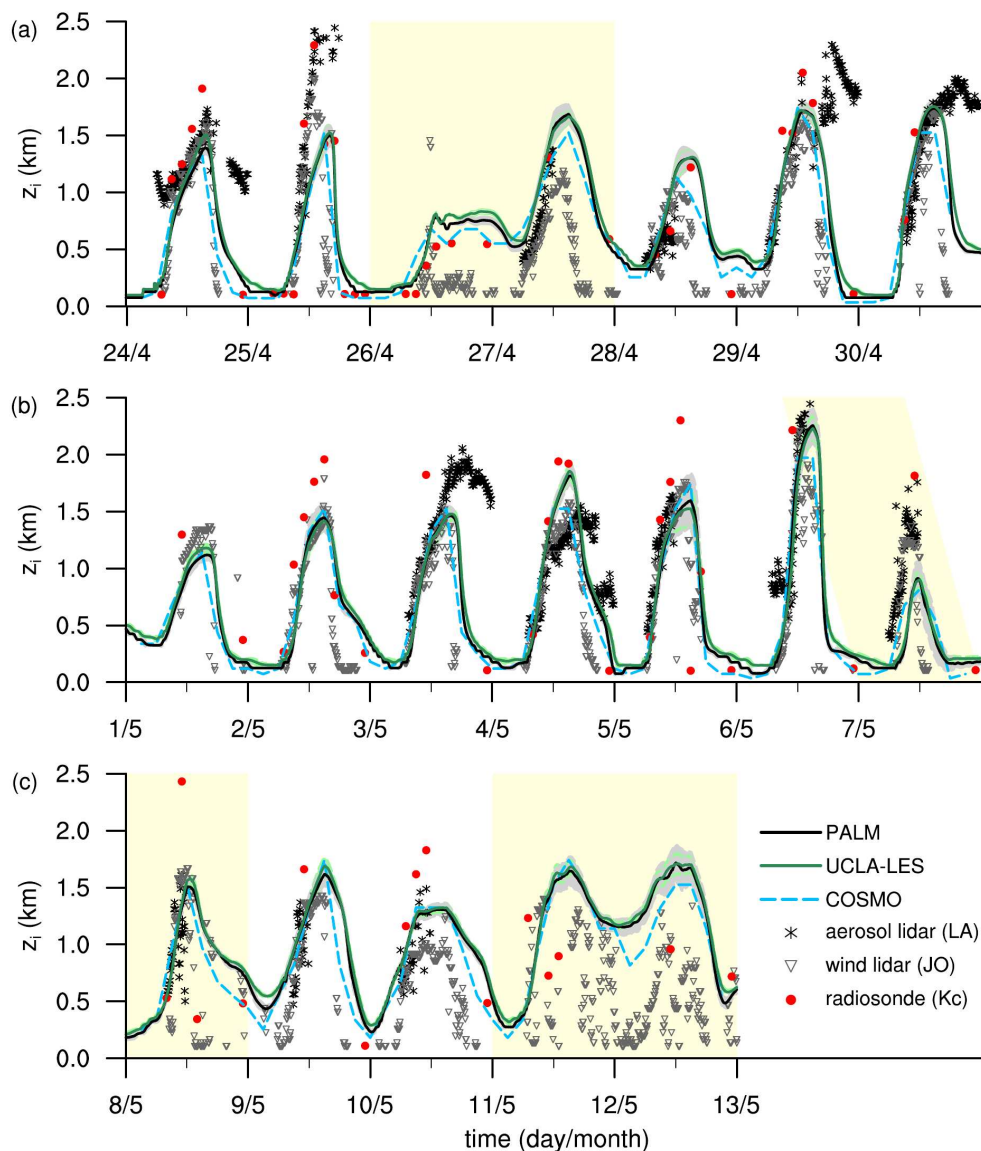 (a)
z_i (km)
2.5
2.0
1.5
1.0
0.5
0.0
24/4 25/4 26/4 27/4 28/4 29/4 30/4
(b)
z_i (km)
2.5
2.0
1.5
1.0
0.5
0.0
1/5 2/5 3/5 4/5 5/5 6/5 7/5
(c)
z_i (km)
2.5
2.0
1.5
1.0
0.5
0.0
8/5 9/5 10/5 11/5 12/5 13/5
time (day/month)
PALM
UCLA-LES
COSMO
aerosol lidar (LA)
wind lidar (JO)
radiosonde (Kc)